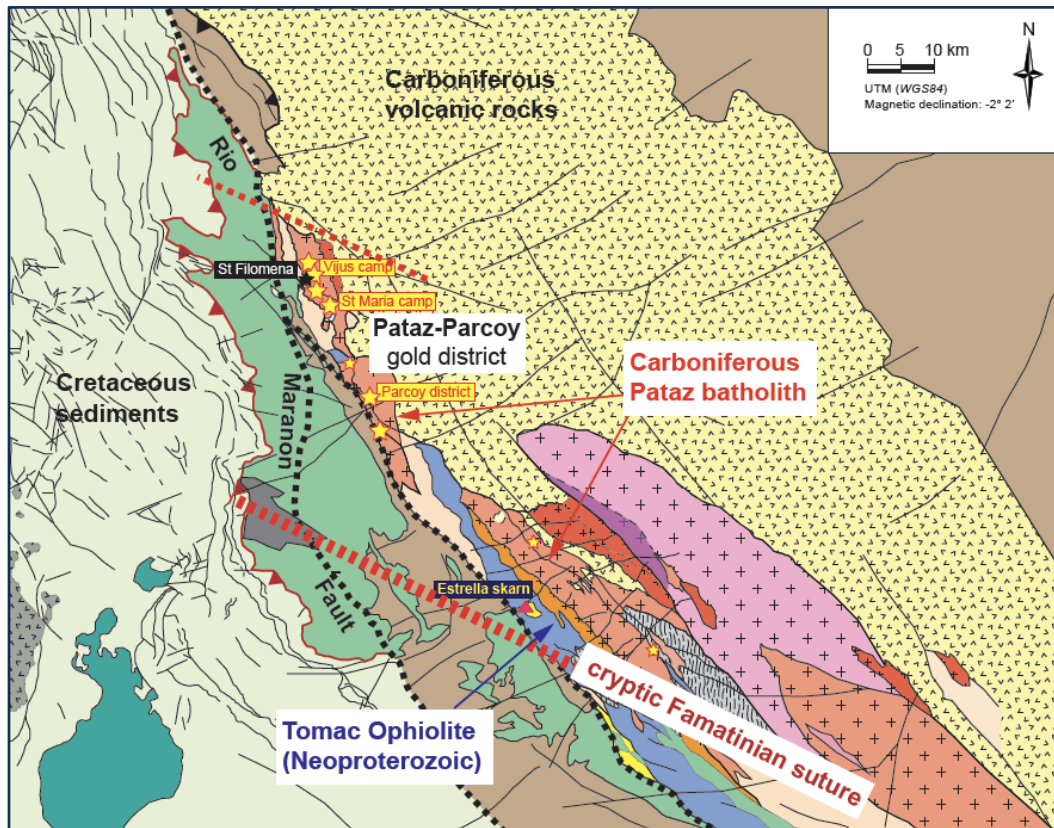 Carboniferous
volcanic rocks
0 5 10 km
UTM (WGS84)
Magnetic declination: -2° 2'
N
Rio
St Filomena
Vijus camp
St Maria camp
Pataz-Parcoy
gold district
Carboniferous
Pataz batholith
Cretaceous
sediments
Maranon
Parcoy district
Estrella skarn
Fault
cryptic Famatinian suture
Tomac Ophiolite
(Neoproterozoic)